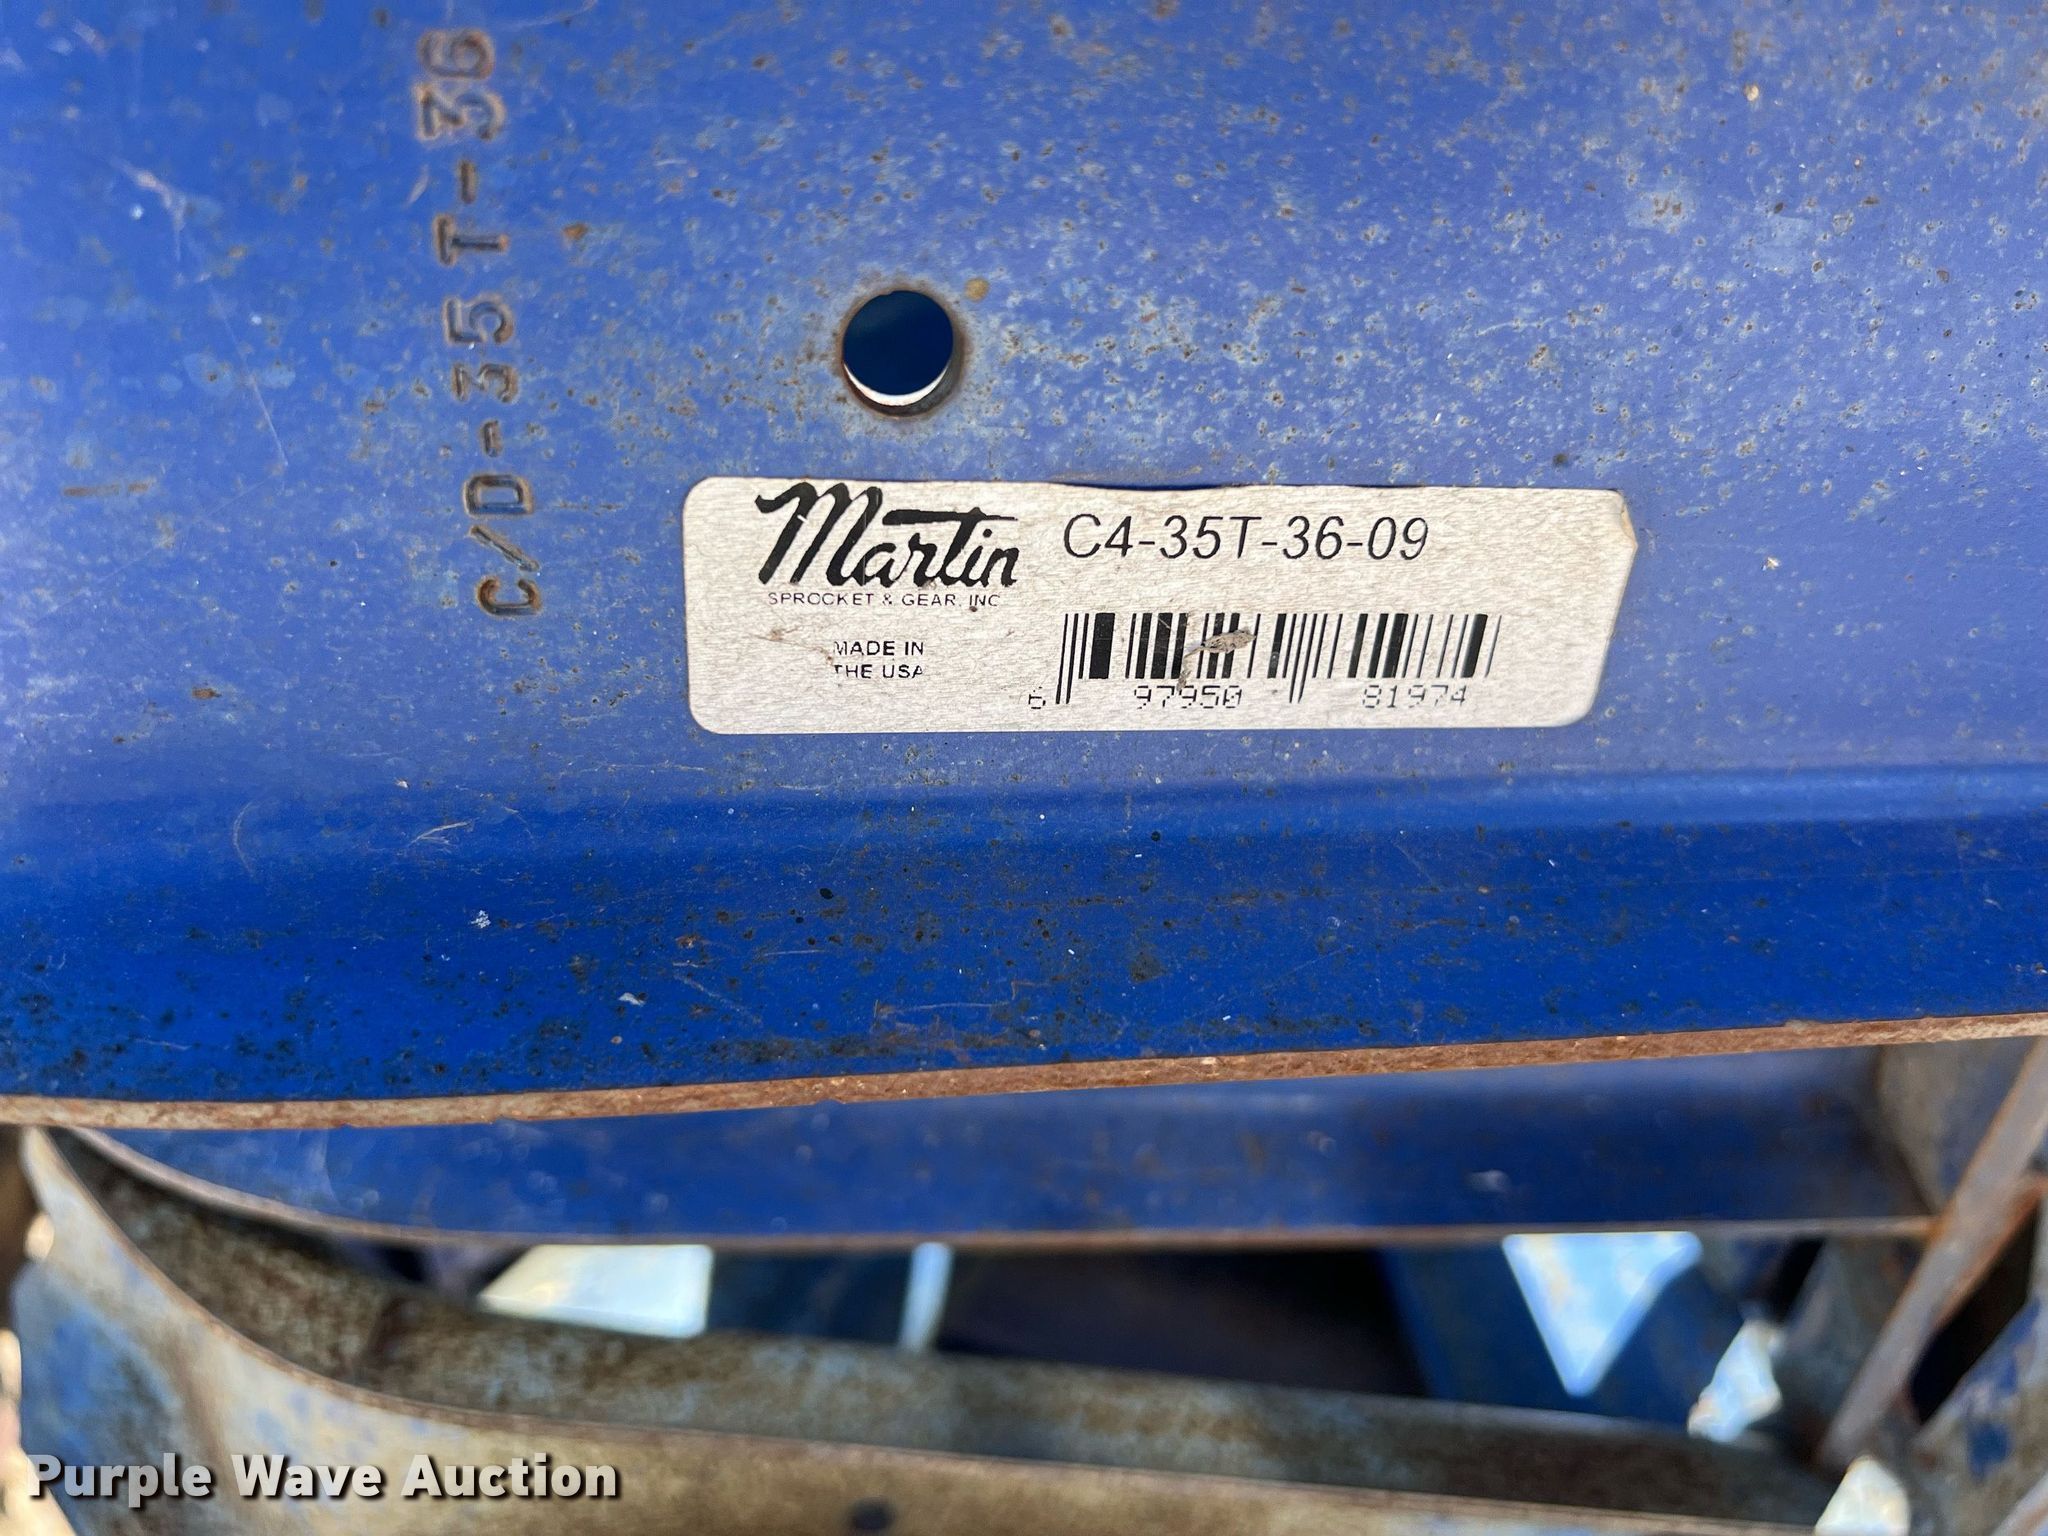 C/D-35T-36
Martin
SPROCKET & GEAR, INC
MADE IN
THE USA
C4-35T-36-09
6 97950 81974
Purple Wave Auction